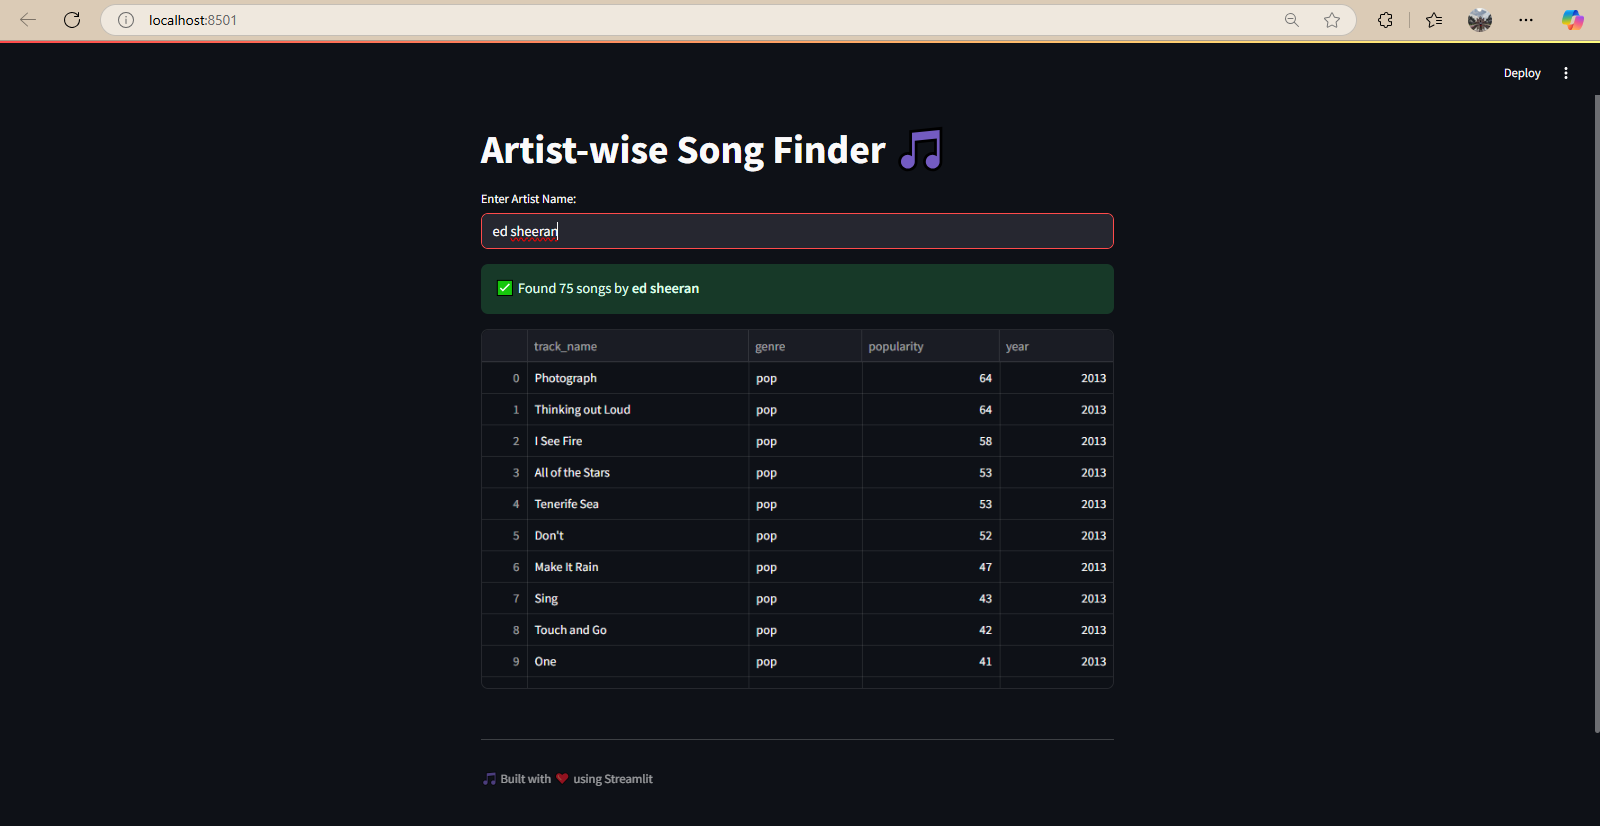 localhost:8501
Deploy
Artist-wise Song Finder 🎵
Enter Artist Name:
ed sheeran
✅ Found 75 songs by ed sheeran
track_name genre popularity year
0 Photograph pop 64 2013
1 Thinking out Loud pop 64 2013
2 I See Fire pop 58 2013
3 All of the Stars pop 53 2013
4 Tenerife Sea pop 53 2013
5 Don't pop 52 2013
6 Make It Rain pop 47 2013
7 Sing pop 43 2013
8 Touch and Go pop 42 2013
9 One pop 41 2013
🎵 Built with ❤️ using Streamlit